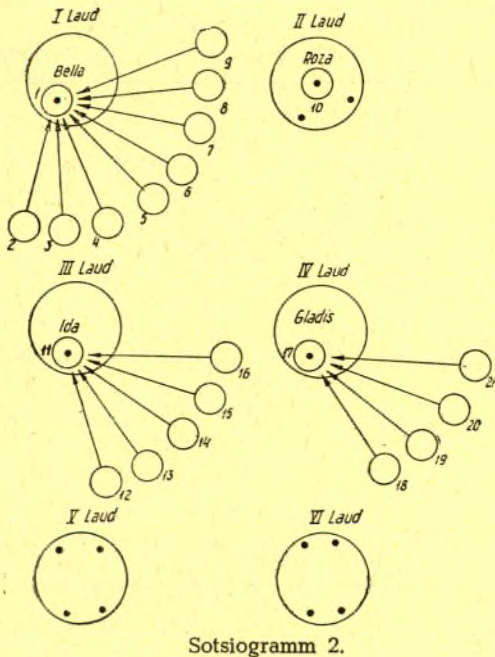 I Laud
II Laud
Bella
Roza
1
9
8
10
7
6
5
4
3
2
III Laud
IV Laud
Ida
Gladis
11
17
16
15
14
13
12
21
20
19
18
V Laud
VI Laud
Sotsiogramm 2.